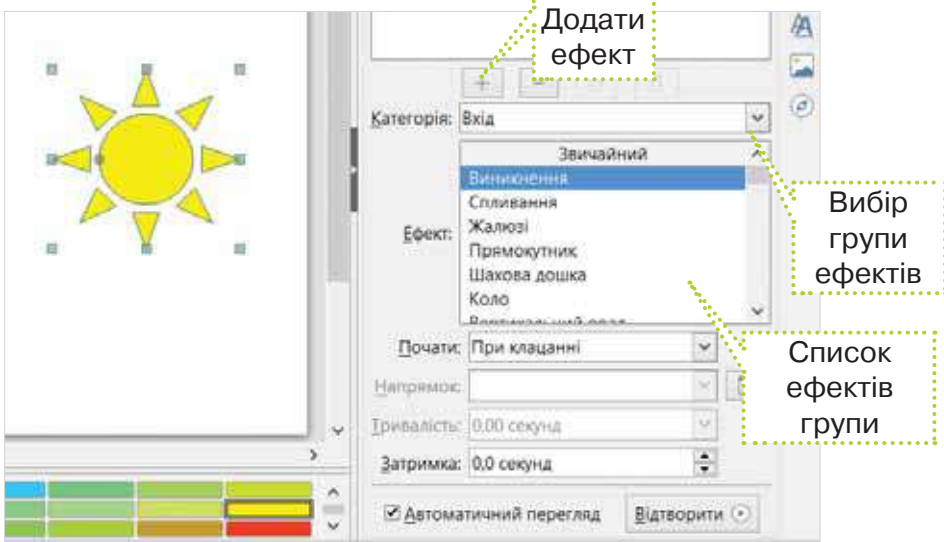 Додати
ефект
Категорія: Вхід
Звичайний
Виникнення
Спливання
Ефект: Жалюзі
Прямокутник
Шахова дошка
Коло
Вибір
групи
ефектів
Почати: При клацанні
Напрямок:
Тривалість: 0,00 секунд
Затримка: 0,0 секунд
Список
ефектів
групи
Автоматичний перегляд
Відтворити